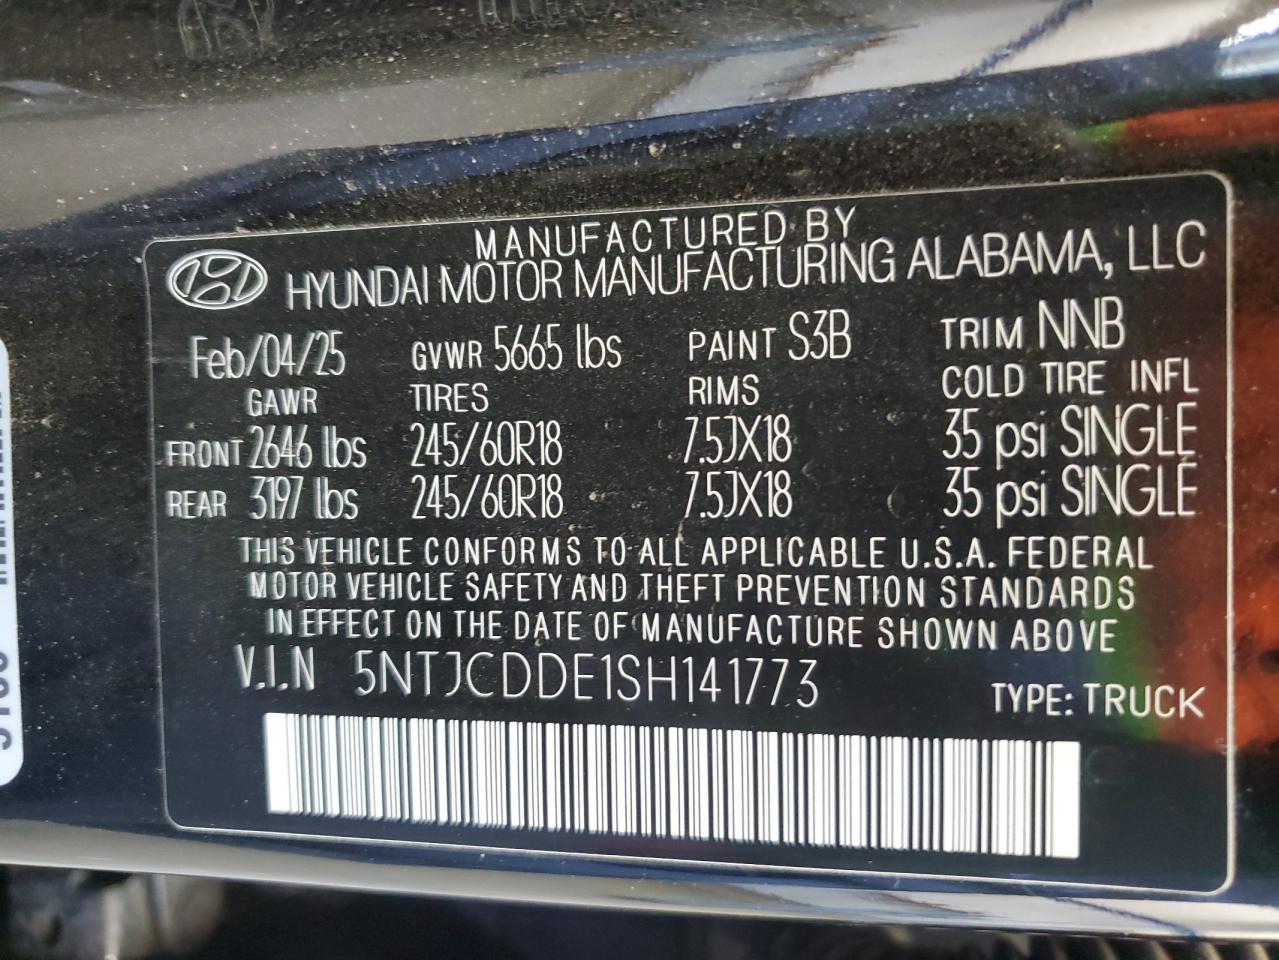 MANUFACTURED BY
HYUNDAI MOTOR MANUFACTURING ALABAMA, LLC
Feb/04/25 GVWR 5665 lbs PAINT S3B TRIM NNB
GAWR TIRES RIMS COLD TIRE INFL
FRONT 2646 lbs 245/60R18 7.5JX18 35 psi SINGLE
REAR 3197 lbs 245/60R18 7.5JX18 35 psi SINGLE
THIS VEHICLE CONFORMS TO ALL APPLICABLE U.S.A. FEDERAL
MOTOR VEHICLE SAFETY AND THEFT PREVENTION STANDARDS
IN EFFECT ON THE DATE OF MANUFACTURE SHOWN ABOVE
V.I.N 5NTJCDDE1SH141773
TYPE: TRUCK